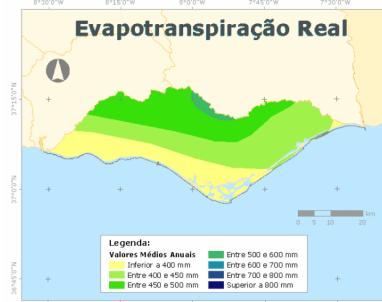 8°30'0"W 8°15'0"W 8°0'0"W 7°45'0"W 7°30'0"W
Evapotranspiração Real
37°15'0"N
37°0'0"N
36°45'0"N
0 5 10 20
km
Legenda:
Valores Médios Anuais
Inferior a 400 mm
Entre 400 e 450 mm
Entre 450 e 500 mm
Entre 500 e 600 mm
Entre 600 e 700 mm
Entre 700 e 800 mm
Superior a 800 mm